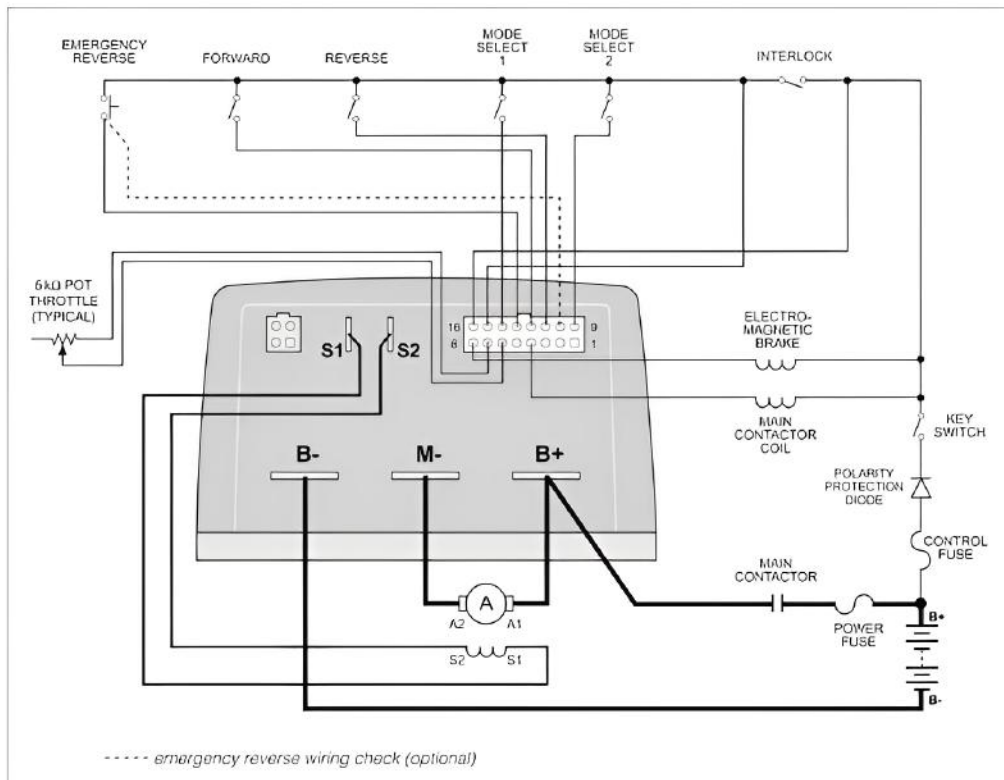 EMERGENCY
REVERSE
FORWARD
REVERSE
MODE
SELECT
1
MODE
SELECT
2
INTERLOCK
6kΩ POT
THROTTLE
(TYPICAL)
S1
S2
16
9
8
1
ELECTRO-
MAGNETIC
BRAKE
MAIN
CONTACTOR
COIL
KEY
SWITCH
POLARITY
PROTECTION
DIODE
CONTROL
FUSE
B-
M-
B+
MAIN
CONTACTOR
POWER
FUSE
A
A2
A1
S2
S1
B+
B-
emergency reverse wiring check (optional)